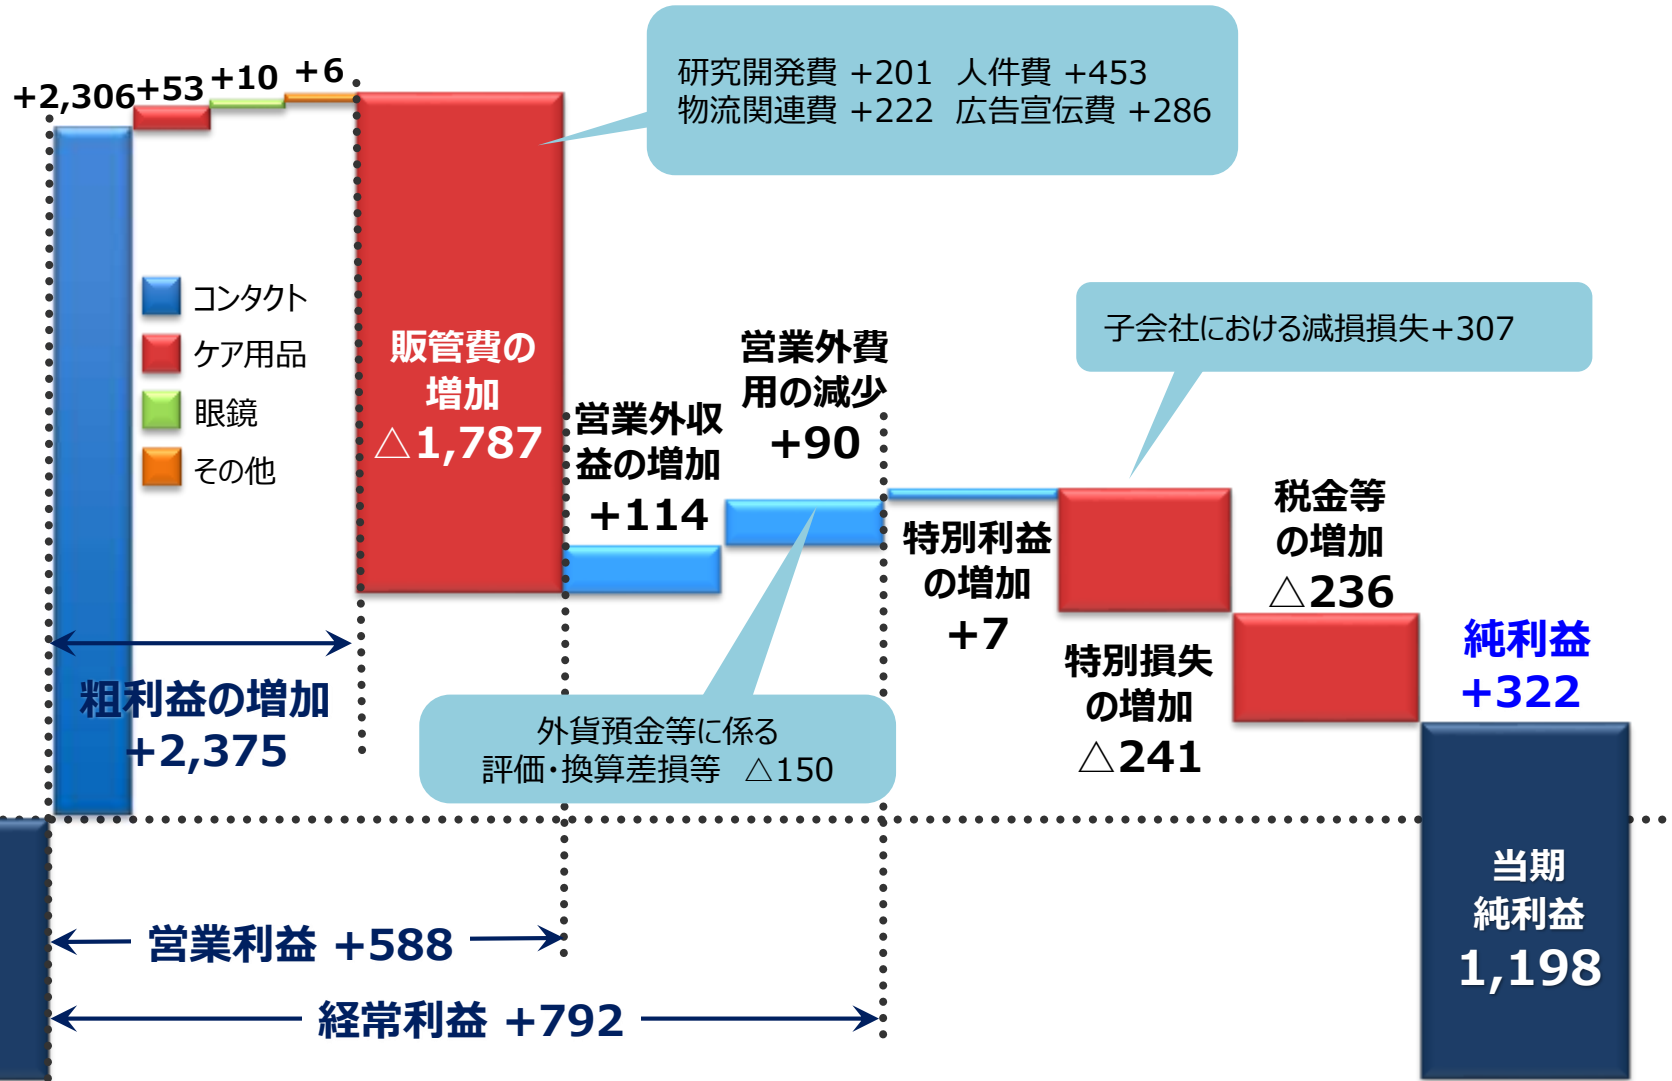 +2,306
+53
+10
+6
研究開発費 +201 人件費 +453
物流関連費 +222 広告宣伝費 +286
コンタクト
ケア用品
眼鏡
その他
販管費の
増加
△1,787
営業外収
益の増加
+114
営業外費
用の減少
+90
子会社における減損損失+307
特別利益
の増加
+7
特別損失
の増加
△241
税金等
の増加
△236
純利益
+322
粗利益の増加
+2,375
外貨預金等に係る
評価・換算差損等 △150
当期
純利益
1,198
営業利益 +588
経常利益 +792